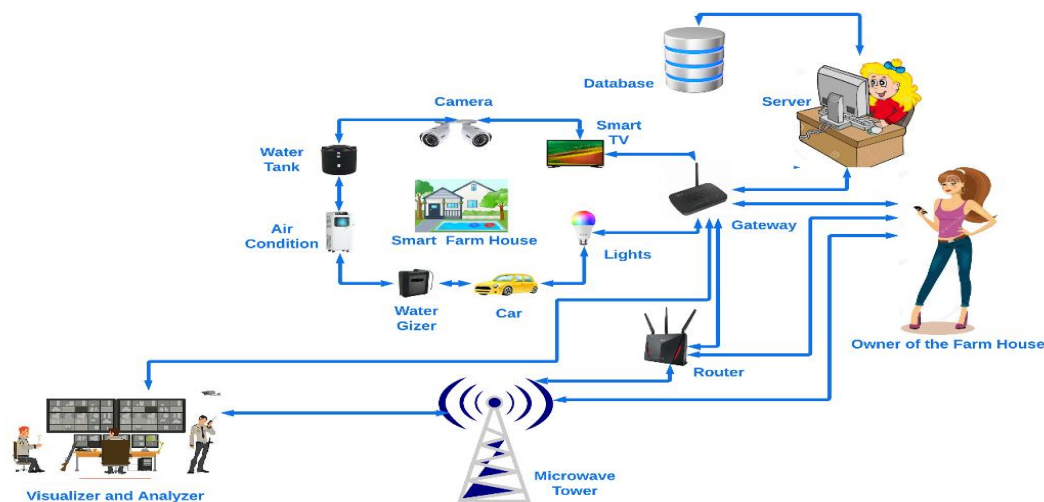 Database
Server
Camera
Smart
TV
Water
Tank
Gateway
Air
Condition
Smart Farm House
Lights
Water
Gizer
Car
Owner of the Farm House
Router
Microwave
Tower
Visualizer and Analyzer